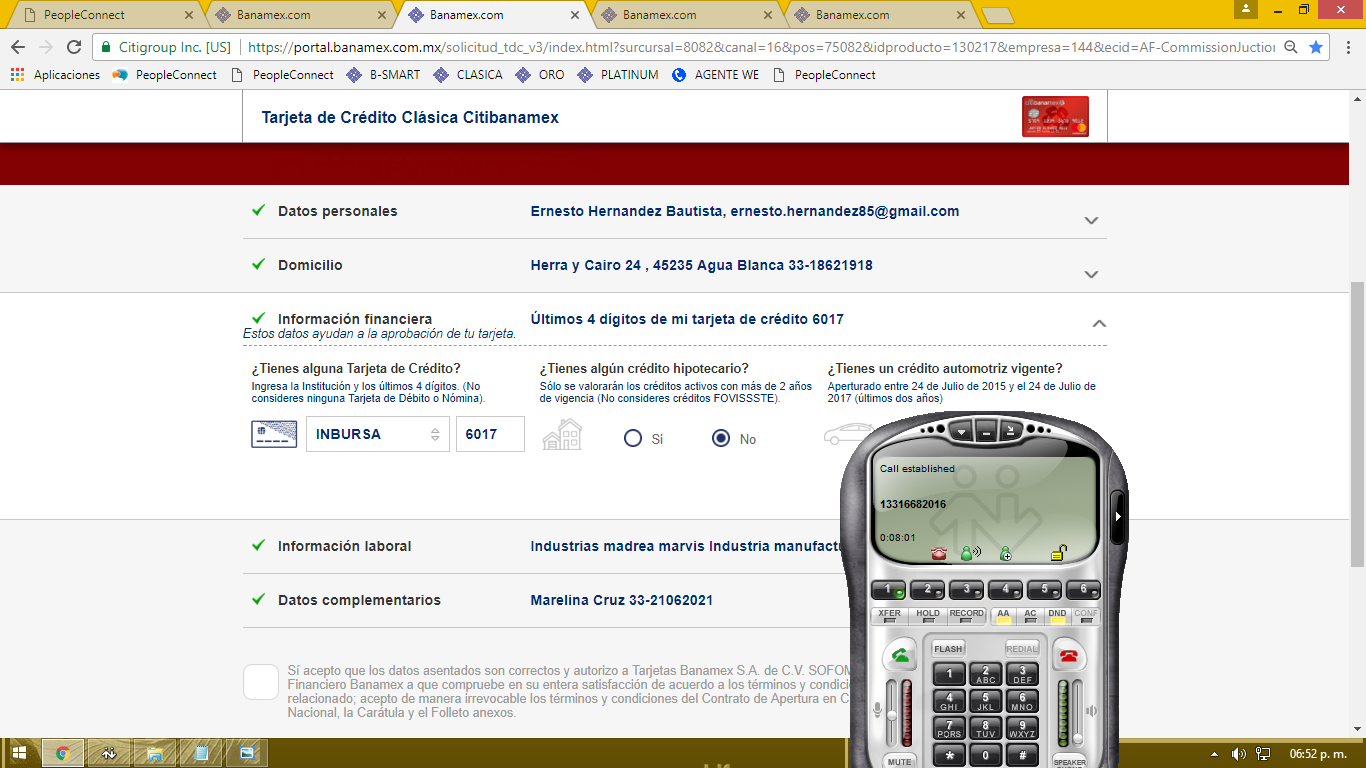 PeopleConnect
Banamex.com
Banamex.com
Banamex.com
Banamex.com
Citigroup Inc. [US]
https://portal.banamex.com.mx/solicitud_tdc_v3/index.html?surcursal=8082&canal=16&pos=75082&idproducto=130217&empresa=144&ecid=AF-CommissionJuctio
Aplicaciones
PeopleConnect
PeopleConnect
B-SMART
CLASICA
ORO
PLATINUM
AGENTE WE
PeopleConnect
Tarjeta de Crédito Clásica Citibanamex
Datos personales
Ernesto Hernandez Bautista, ernesto.hernandez85@gmail.com
Domicilio
Herra y Cairo 24 , 45235 Agua Blanca 33-18621918
Información financiera
Últimos 4 dígitos de mi tarjeta de crédito 6017
Estos datos ayudan a la aprobación de tu tarjeta.
¿Tienes alguna Tarjeta de Crédito?
Ingresa la Institución y los últimos 4 dígitos. (No
consideres ninguna Tarjeta de Débito o Nómina).
INBURSA
6017
¿Tienes algún crédito hipotecario?
Sólo se valorarán los créditos activos con más de 2 años
de vigencia (No consideres créditos FOVISSSTE).
Si
No
¿Tienes un crédito automotriz vigente?
Aperturado entre 24 de Julio de 2015 y el 24 de Julio de
2017 (últimos dos años)
Información laboral
Industrias madrea marvis Industria manufactu
Datos complementarios
Marelina Cruz 33-21062021
Sí acepto que los datos asentados son correctos y autorizo a Tarjetas Banamex S.A. de C.V. SOFOM
Financiero Banamex a que compruebe en su entera satisfacción de acuerdo a los términos y condici
relacionado; acepto de manera irrevocable los términos y condiciones del Contrato de Apertura en C
Nacional, la Carátula y el Folleto anexos.
Call established
13316682016
0:08:01
1 2 3 4 5 6
XFER HOLD RECORD AA AC DND CONF
FLASH REDIAL
1 2 ABC 3 DEF
4 GHI 5 JKL 6 MNO
7 PQRS 8 TUV 9 WXYZ
* 0 #
MUTE
SPEAKER
06:52 p. m.